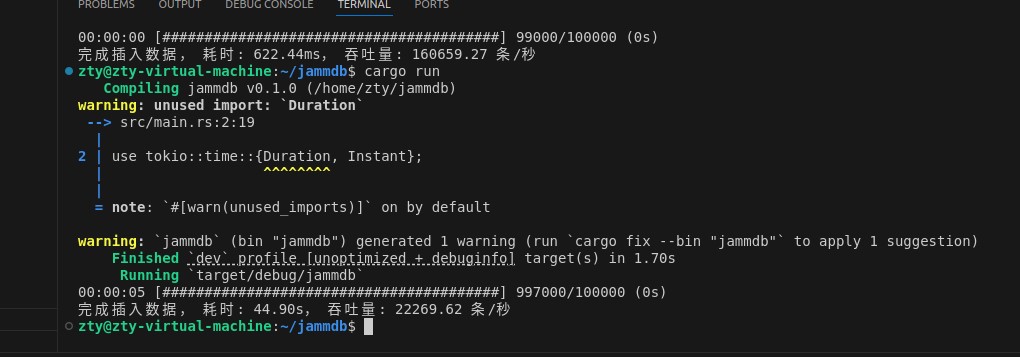 PROBLEMS OUTPUT DEBUG CONSOLE TERMINAL PORTS
00:00:00 [########################################] 99000/100000 (0s)
完成插入数据， 耗时: 622.44ms， 吞吐量: 160659.27 条/秒
zty@zty-virtual-machine:~/jammdb$ cargo run
   Compiling jammdb v0.1.0 (/home/zty/jammdb)
warning: unused import: `Duration`
 --> src/main.rs:2:19
  |
2 | use tokio::time::{Duration, Instant};
  |                   ^^^^^^^^
  |
  = note: `#[warn(unused_imports)]` on by default
warning: `jammdb` (bin "jammdb") generated 1 warning (run `cargo fix --bin "jammdb"` to apply 1 suggestion)
    Finished `dev` profile [unoptimized + debuginfo] target(s) in 1.70s
     Running `target/debug/jammdb`
00:00:05 [########################################] 997000/100000 (0s)
完成插入数据， 耗时: 44.90s， 吞吐量: 22269.62 条/秒
zty@zty-virtual-machine:~/jammdb$